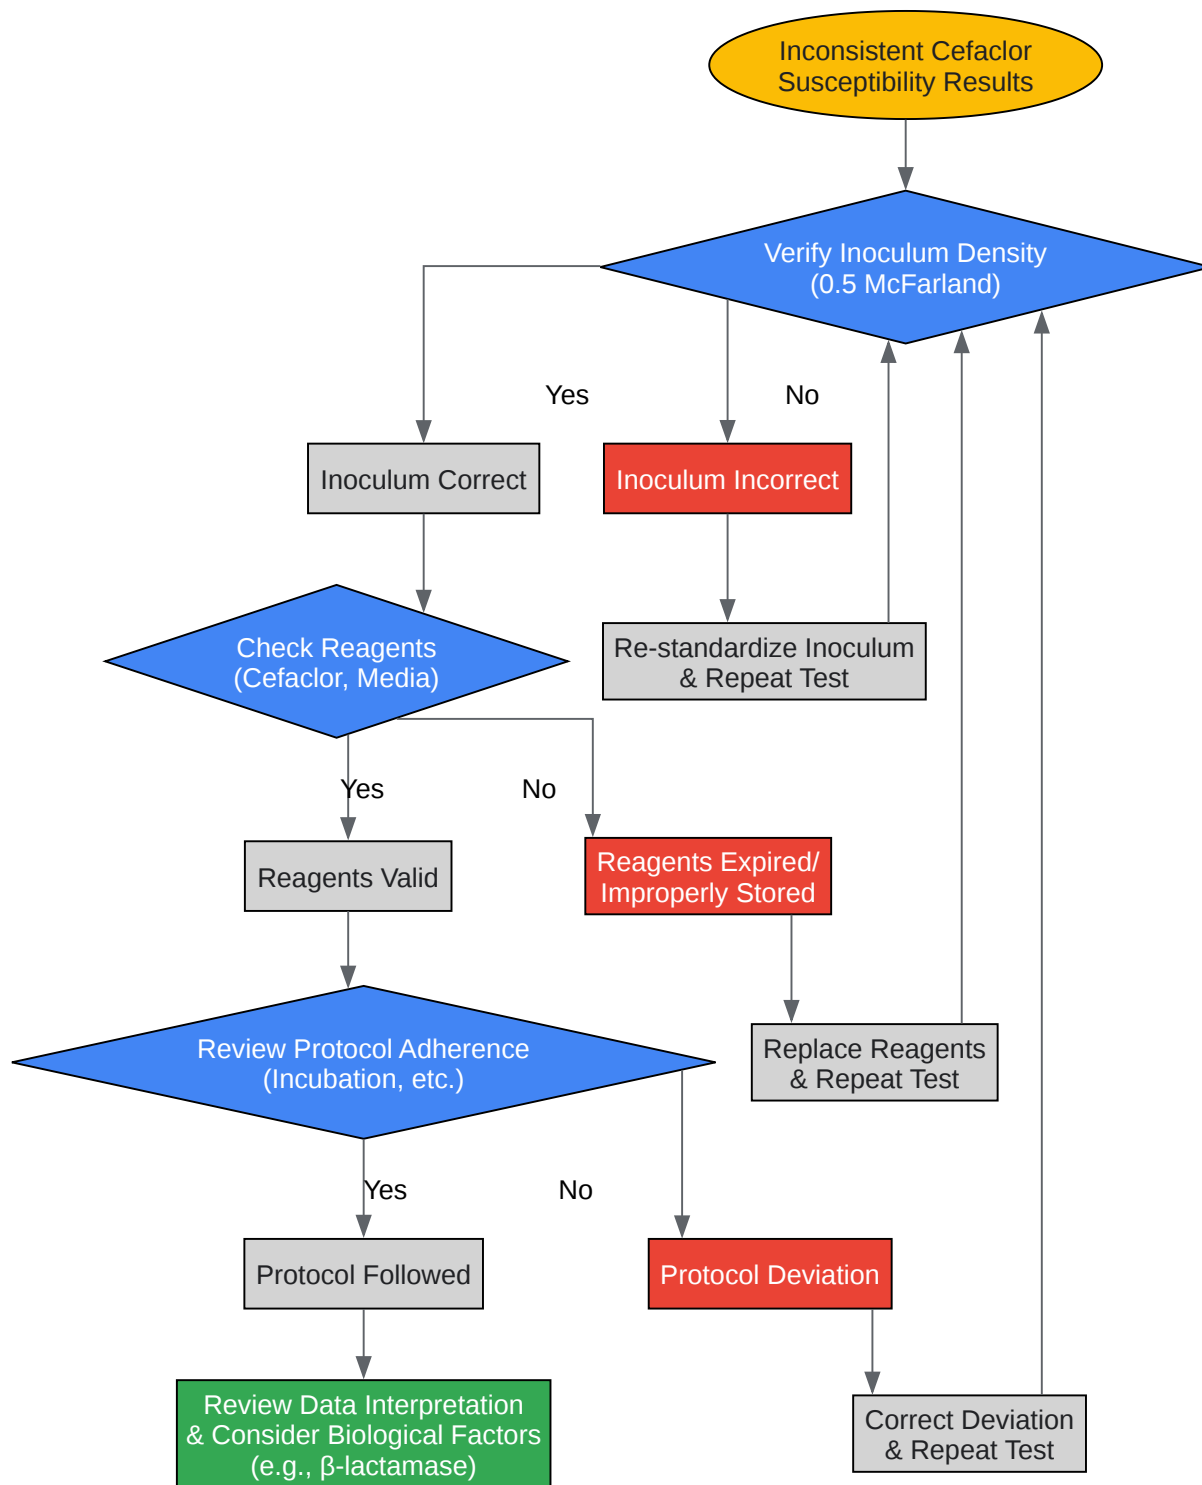 Inconsistent Cefaclor
Susceptibility Results
Verify Inoculum Density
(0.5 McFarland)
Yes
No
Inoculum Correct
Inoculum Incorrect
Check Reagents
(Cefaclor, Media)
Re-standardize Inoculum
& Repeat Test
Yes
No
Reagents Valid
Reagents Expired/
Improperly Stored
Review Protocol Adherence
(Incubation, etc.)
Replace Reagents
& Repeat Test
Yes
No
Protocol Followed
Protocol Deviation
Review Data Interpretation
& Consider Biological Factors
(e.g., β-lactamase)
Correct Deviation
& Repeat Test